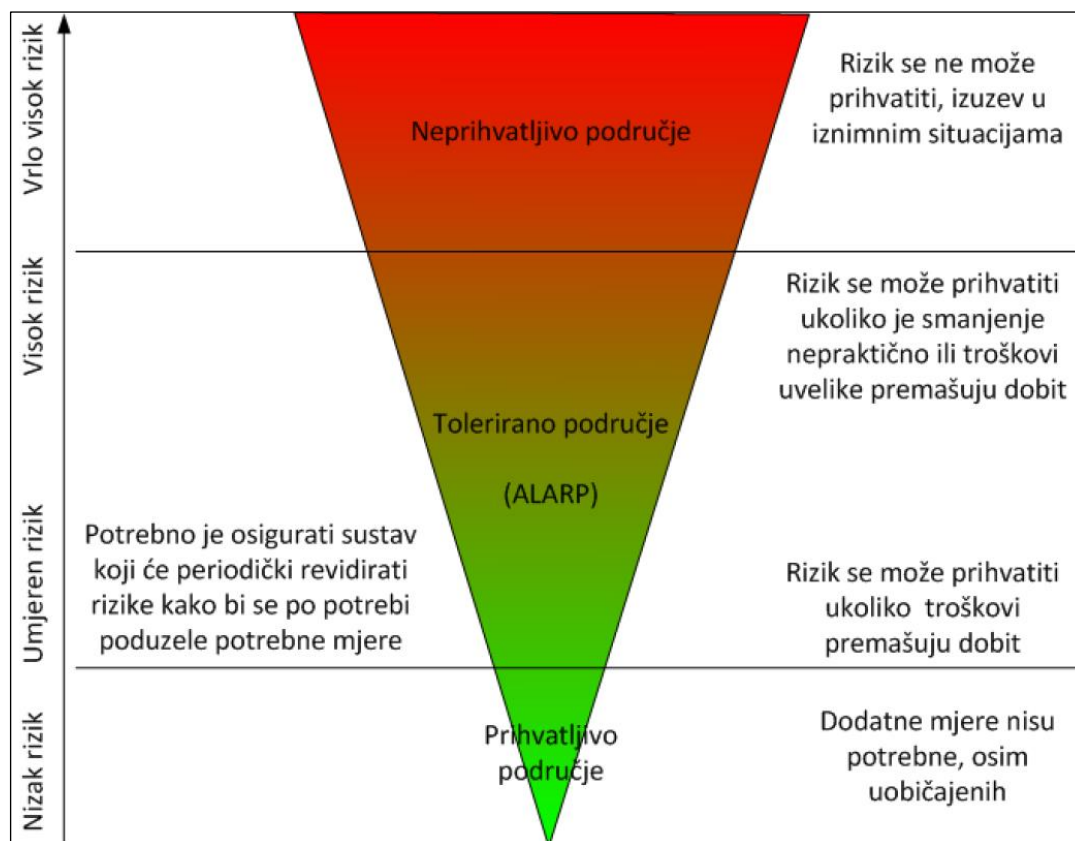 Vrlo visok rizik
Neprihvatljivo područje
Rizik se ne može
prihvatiti, izuzev u
iznimnim situacijama
Visok rizik
Rizik se može prihvatiti
ukoliko je smanjenje
nepraktično ili troškovi
uvelike premašuju dobit
Tolerirano područje
(ALARP)
Umjeren rizik
Potrebno je osigurati sustav
koji će periodički revidirati
rizike kako bi se po potrebi
poduzele potrebne mjere
Rizik se može prihvatiti
ukoliko troškovi
premašuju dobit
Nizak rizik
Prihvatljivo
područje
Dodatne mjere nisu
potrebne, osim
uobičajenih